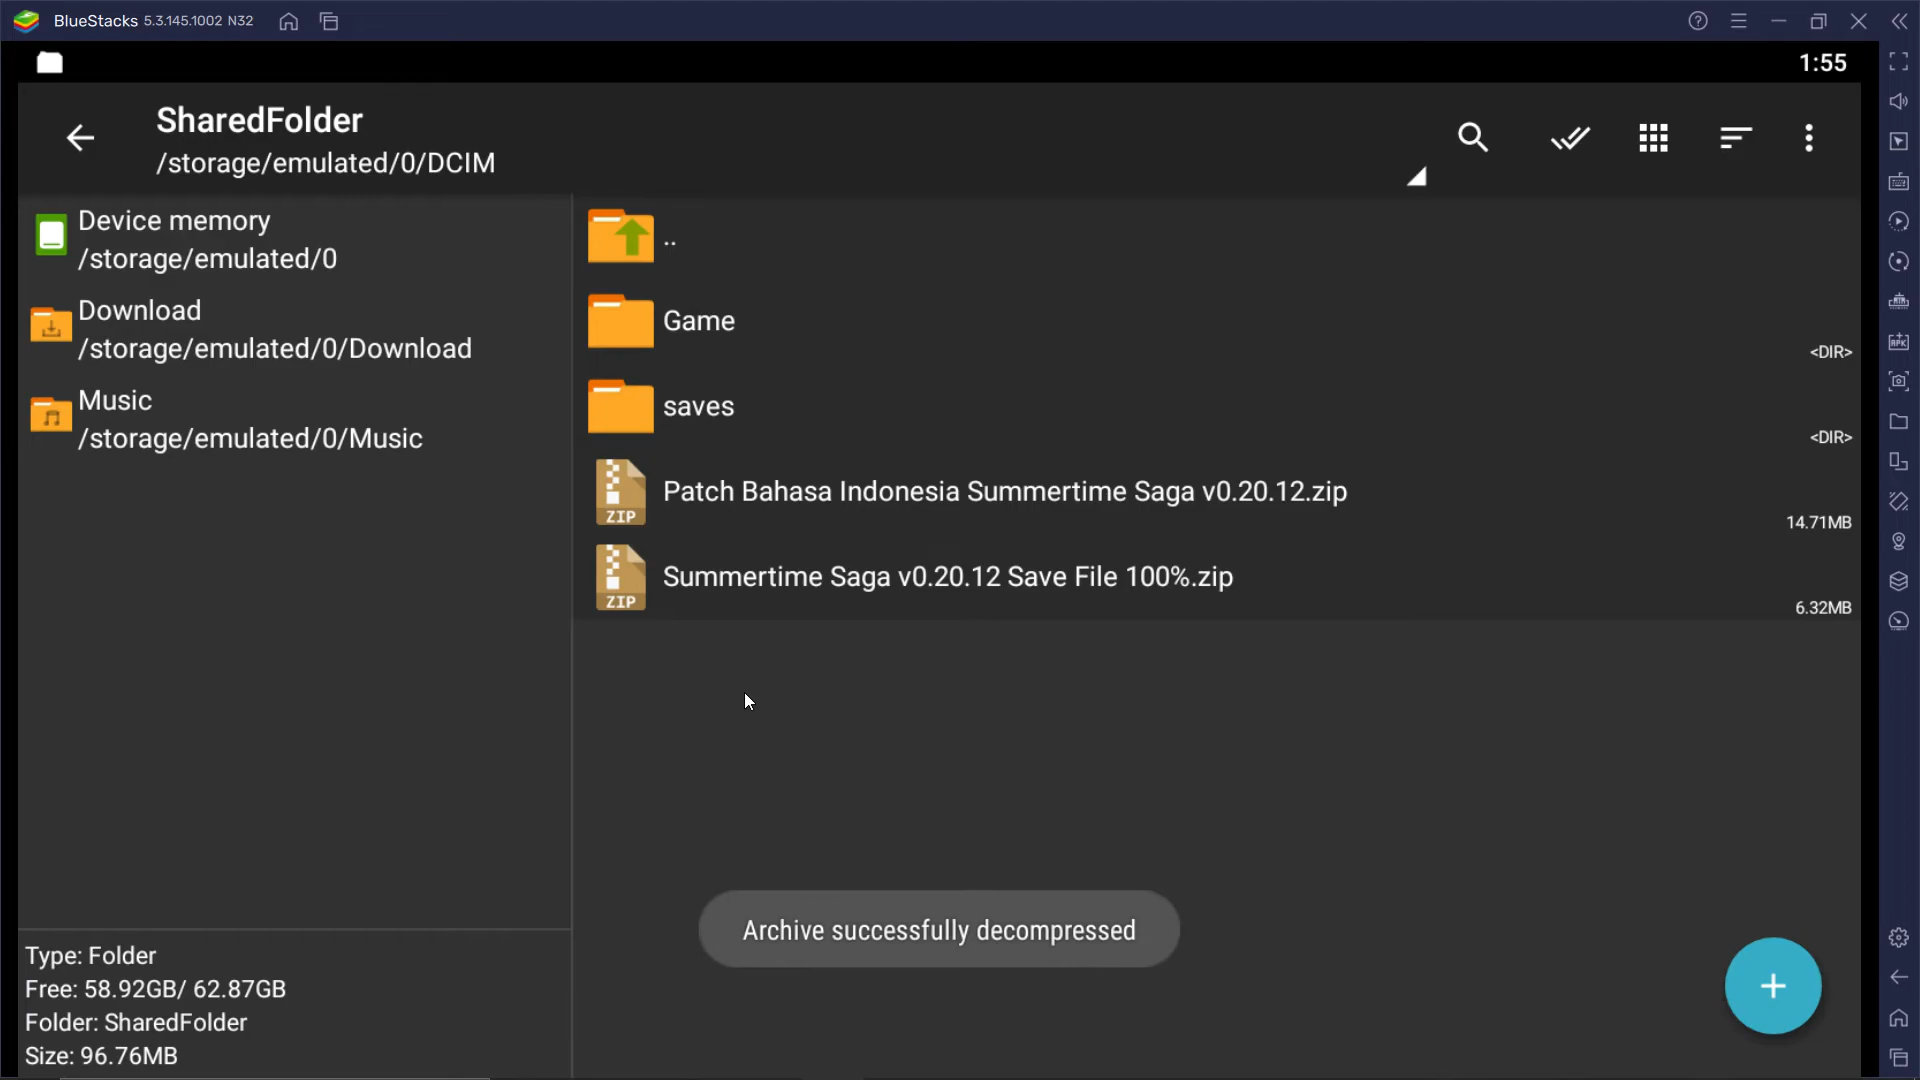 BlueStacks 5.3.145.1002 N32
1:55
SharedFolder
/storage/emulated/0/DCIM
Device memory
/storage/emulated/0
Download
/storage/emulated/0/Download
Music
/storage/emulated/0/Music
..
Game
<DIR>
saves
<DIR>
ZIP
Patch Bahasa Indonesia Summertime Saga v0.20.12.zip
14.71MB
ZIP
Summertime Saga v0.20.12 Save File 100%.zip
6.32MB
Archive successfully decompressed
Type: Folder
Free: 58.92GB/ 62.87GB
Folder: SharedFolder
Size: 96.76MB